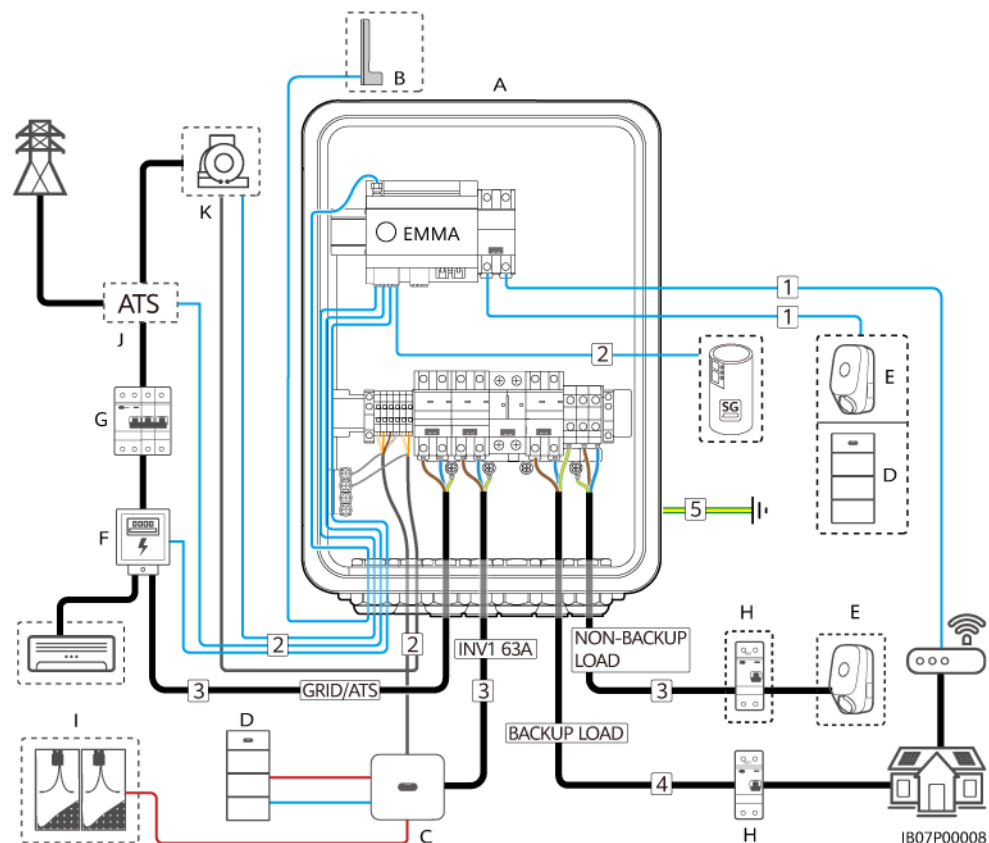 B
A
K
EMMA
1
ATS
1
J
2
E
SG
G
D
5
F
0000
H
E
NON-BACKUP
LOAD
2
2
INV1 63A
3
GRID/ATS
3
3
D
I
BACKUP LOAD
4
C
H
IB07P00008